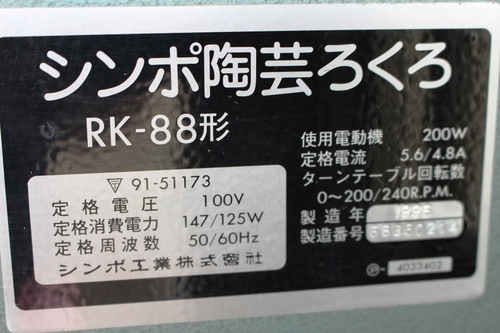 シンポ陶芸ろくろ
RK-88形
▽ 91-51173
定格電圧 100V
定格消費電力 147/125W
定格周波数 50/60Hz
シンポ工業株式会社
使用電動機 200W
定格電流 5.6/4.8A
ターンテーブル回転数
0～200/240R.P.M.
製造年
製造番号
4033402